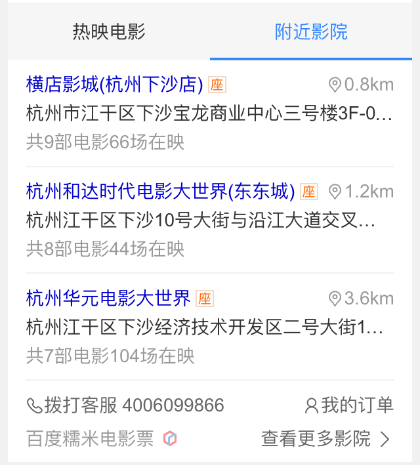 热映电影 附近影院
横店影城(杭州下沙店) 座 0.8km
杭州市江干区下沙宝龙商业中心三号楼3F-0...
共9部电影66场在映
杭州和达时代电影大世界(东东城) 座 1.2km
杭州江干区下沙10号大街与沿江大道交叉...
共8部电影44场在映
杭州华元电影大世界 座 3.6km
杭州江干区下沙经济技术开发区二号大街1...
共7部电影104场在映
拨打客服 4006099866 我的订单
百度糯米电影票 查看更多影院